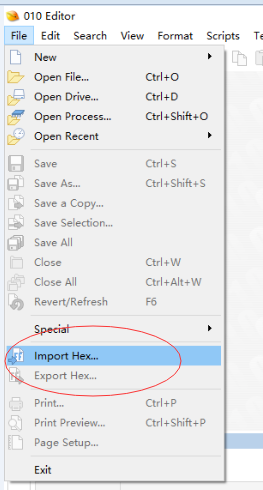 010 Editor
File Edit Search View Format Scripts
New
Open File... Ctrl+O
Open Drive... Ctrl+D
Open Process... Ctrl+Shift+O
Open Recent
Save Ctrl+S
Save As... Ctrl+Shift+S
Save a Copy...
Save Selection...
Save All
Close Ctrl+W
Close All Ctrl+Alt+W
Revert/Refresh F6
Special
Import Hex...
Export Hex...
Print... Ctrl+P
Print Preview... Ctrl+Shift+P
Page Setup...
Exit